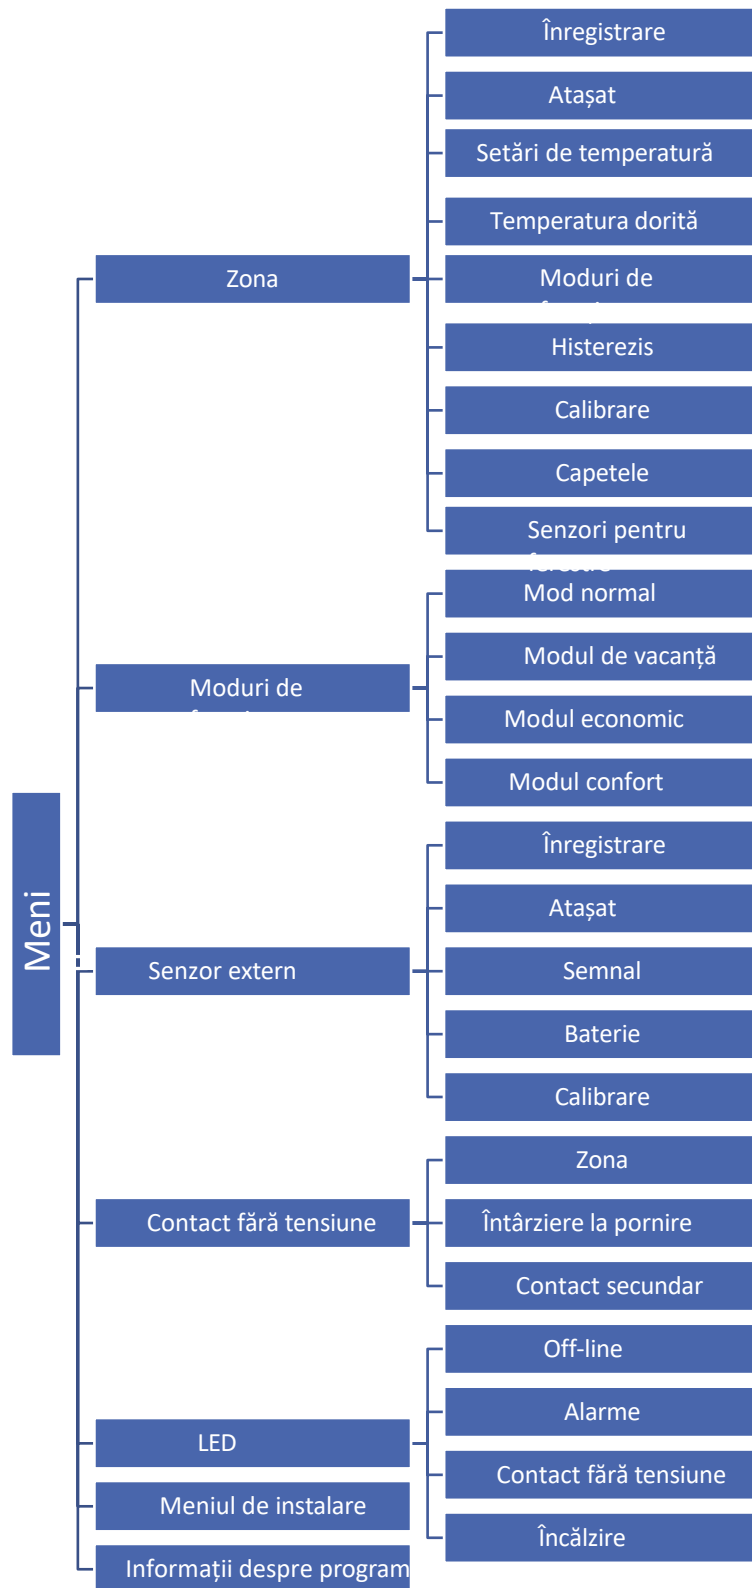 Meni
Zona
Înregistrare
Atașat
Setări de temperatură
Temperatura dorită
Moduri de
Histerezis
Calibrare
Capetele
Senzori pentru
Moduri de
Mod normal
Modul de vacanță
Modul economic
Modul confort
Senzor extern
Înregistrare
Atașat
Semnal
Baterie
Calibrare
Contact fără tensiune
Zona
Întârziere la pornire
Contact secundar
LED
Off-line
Alarme
Contact fără tensiune
Încălzire
Meniul de instalare
Informații despre program